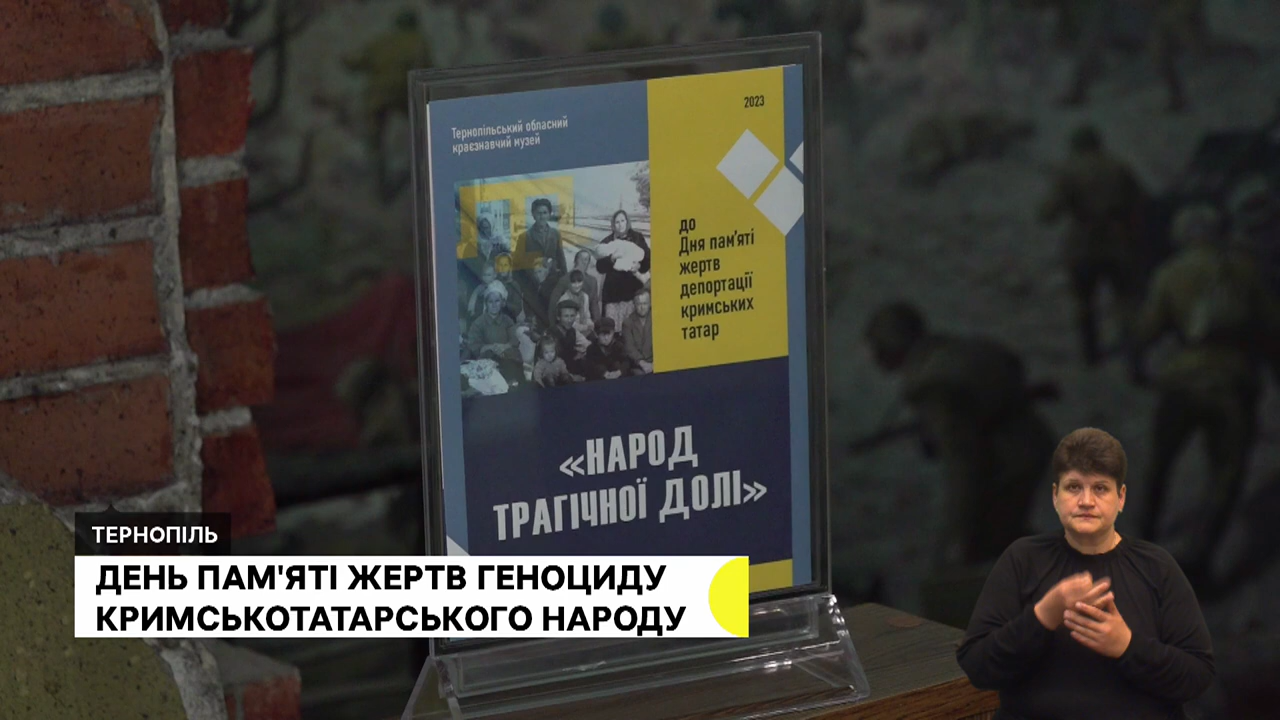 Тернопільський обласний
краєзнавчий музей
2023
до
Дня пам'яті
жертв
депортації
кримських
татар
«НАРОД
ТРАГІЧНОЇ ДОЛІ»
ТЕРНОПІЛЬ
ДЕНЬ ПАМ'ЯТІ ЖЕРТВ ГЕНОЦИДУ
КРИМСЬКОТАТАРСЬКОГО НАРОДУ